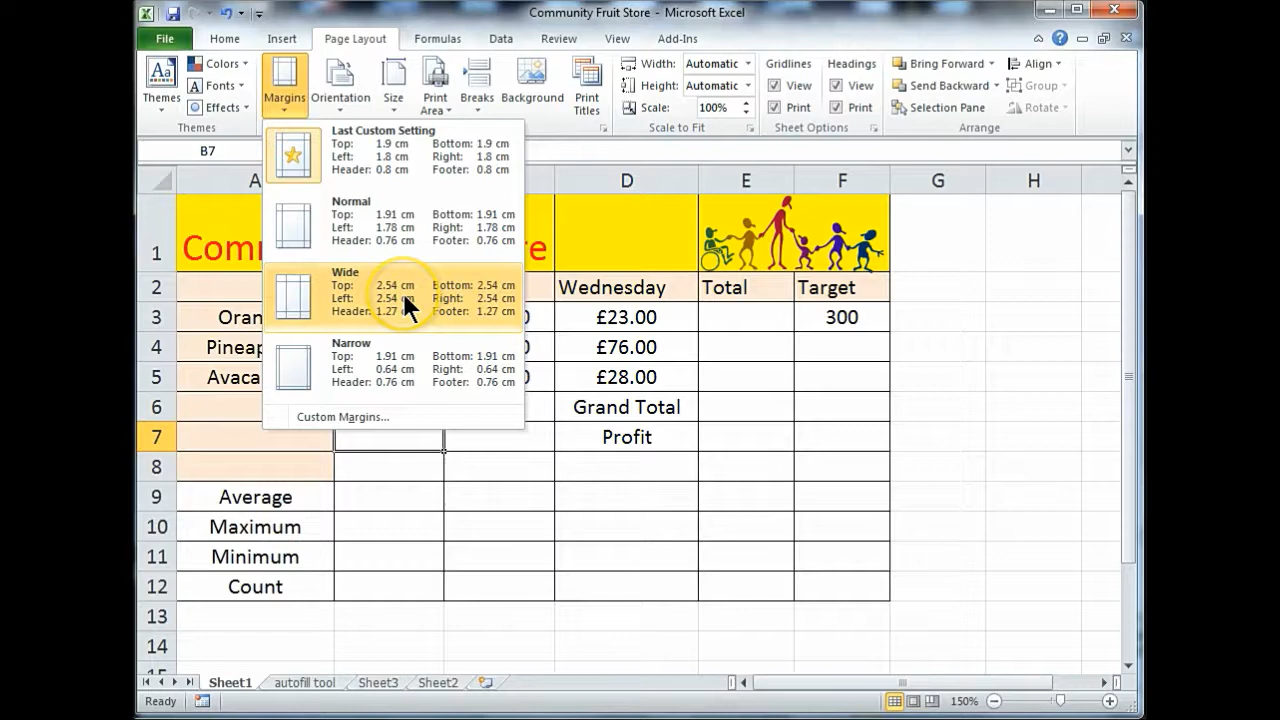 Community Fruit Store - Microsoft Excel
File Home Insert Page Layout Formulas Data Review View Add-Ins
Aa Themes Colors Fonts Effects Themes
Margins Orientation Size Print Area Breaks Background Print Titles
Width: Automatic
Height: Automatic
Scale: 100%
Scale to Fit
Gridlines Headings
View View
Print Print
Sheet Options
Bring Forward Align
Send Backward Group
Selection Pane Rotate
Arrange
B7
Last Custom Setting
Top: 1.9 cm Bottom: 1.9 cm
Left: 1.8 cm Right: 1.8 cm
Header: 0.8 cm Footer: 0.8 cm
Normal
Top: 1.91 cm Bottom: 1.91 cm
Left: 1.78 cm Right: 1.78 cm
Header: 0.76 cm Footer: 0.76 cm
Wide
Top: 2.54 cm Bottom: 2.54 cm
Left: 2.54 cm Right: 2.54 cm
Header: 1.27 Footer: 1.27 cm
Narrow
Top: 1.91 cm Bottom: 1.91 cm
Left: 0.64 cm Right: 0.64 cm
Header: 0.76 cm Footer: 0.76 cm
Custom Margins...
A D E F G H
1 Com re
2 Wednesday Total Target
3 Oran 0 £23.00 300
4 Pineap £76.00
5 Avaca 0 £28.00
6 Grand Total
7 Profit
8
9 Average
10 Maximum
11 Minimum
12 Count
13
14
15
Sheet1 autofill tool Sheet3 Sheet2
Ready 150%